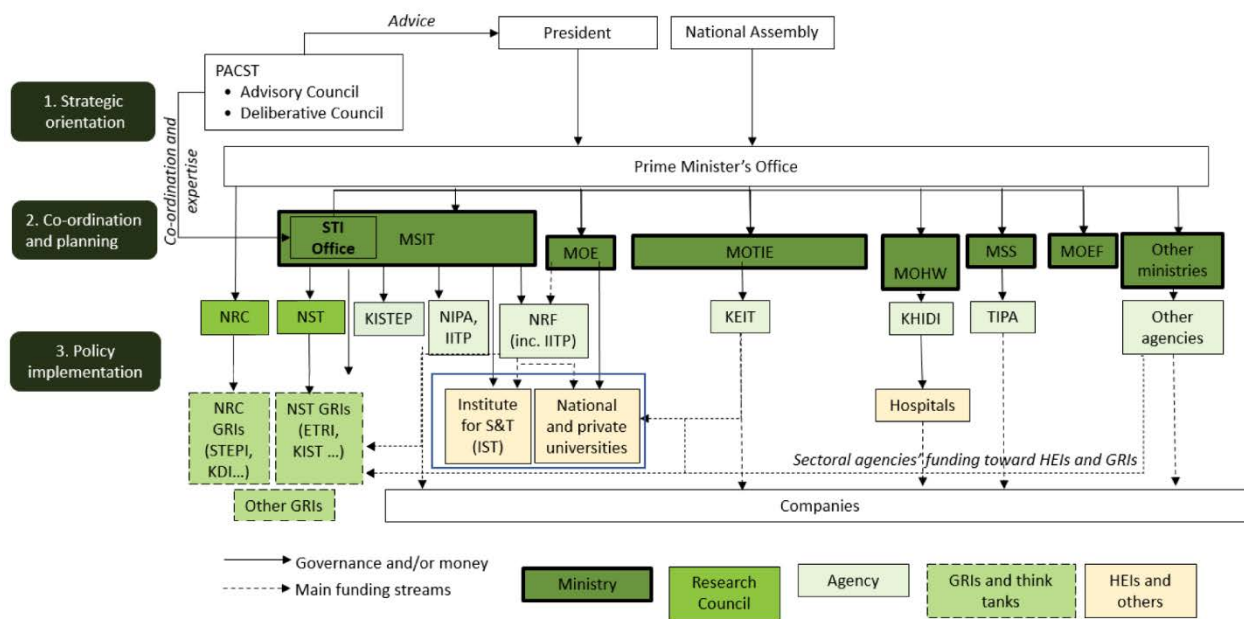 Advice
President
National Assembly
PACST
• Advisory Council
• Deliberative Council
1. Strategic
orientation
Co-ordination and
expertise
Prime Minister's Office
2. Co-ordination
and planning
STI
Office
MSIT
MOE
MOTIE
MOHW
MSS
MOEF
Other
ministries
NRC
NST
KISTEP
NIPA,
IITP
NRF
(inc. IITP)
KEIT
KHIDI
TIPA
Other
agencies
3. Policy
implementation
NRC
GRIs
(STEPI,
KDI...)
NST GRIs
(ETRI,
KIST ...)
Institute
for S&T
(IST)
National
and private
universities
Hospitals
Sectoral agencies' funding toward HEIs and GRIs
Other GRIs
Companies
Governance and/or money
Main funding streams
Ministry
Research
Council
Agency
GRIs and think
tanks
HEIs and
others